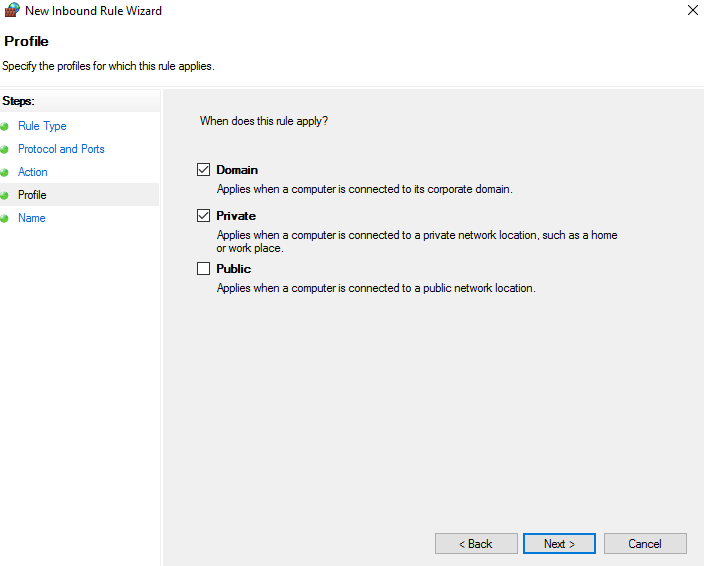 New Inbound Rule Wizard
Profile
Specify the profiles for which this rule applies.
Steps:
Rule Type
Protocol and Ports
Action
Profile
Name
When does this rule apply?
Domain
Applies when a computer is connected to its corporate domain.
Private
Applies when a computer is connected to a private network location, such as a home
or work place.
Public
Applies when a computer is connected to a public network location.
< Back
Next >
Cancel